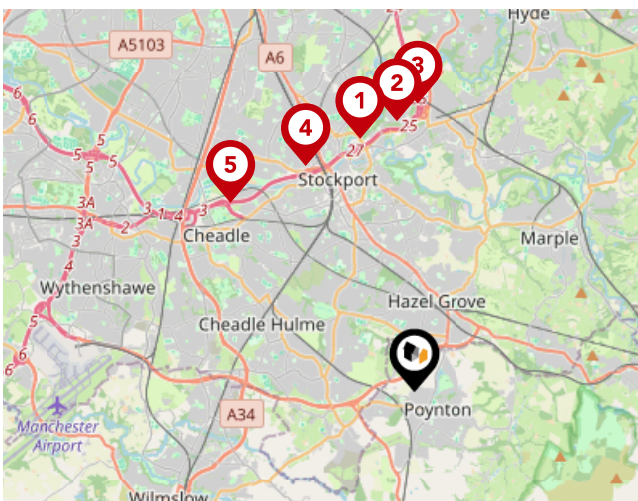 Hyde
A5103
A6
6
6
3
2
1
25
5
5
5
5
27
4
5
Stockport
3A
3A
3
1
4
3
2
3
Cheadle
Marple
4
Wythenshawe
Hazel Grove
5
Cheadle Hulme
6
6
A34
Poynton
Manchester
Airport
Wilmslow